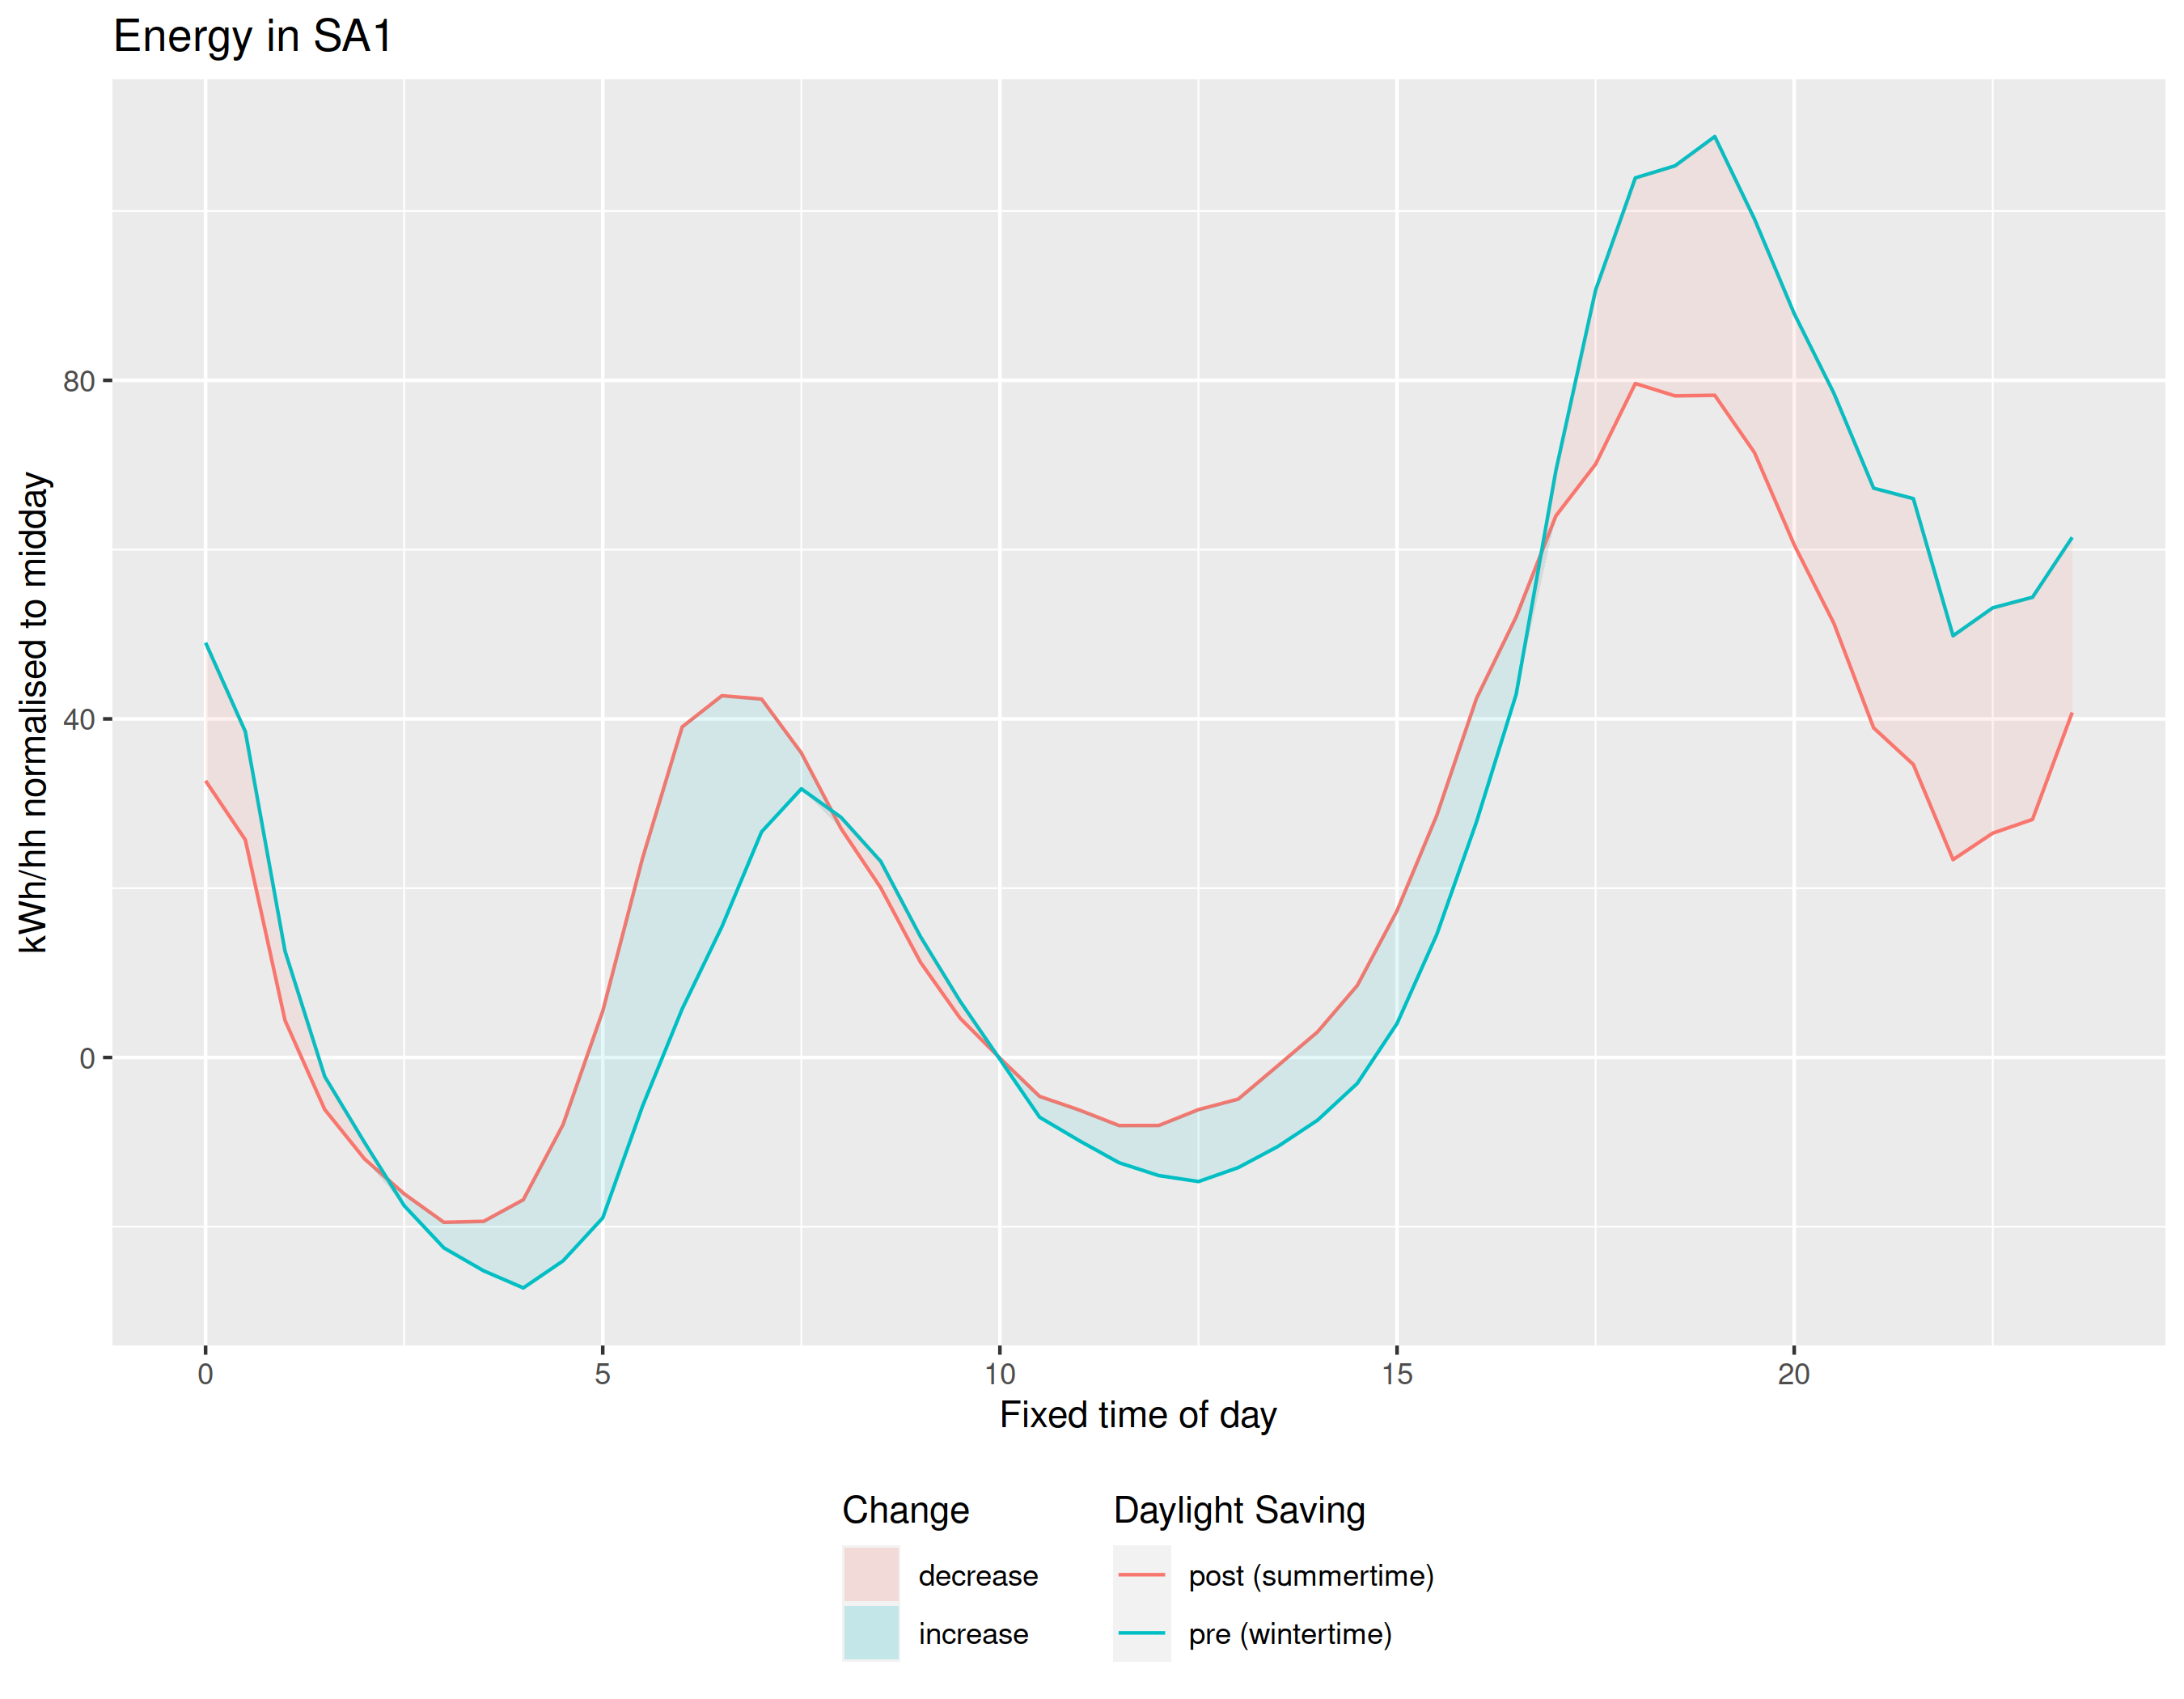 Energy in SA1
kWh/hh normalised to midday
80
40
0
0 5 10 15 20
Fixed time of day
Change
decrease
increase
Daylight Saving
post (summertime)
pre (wintertime)